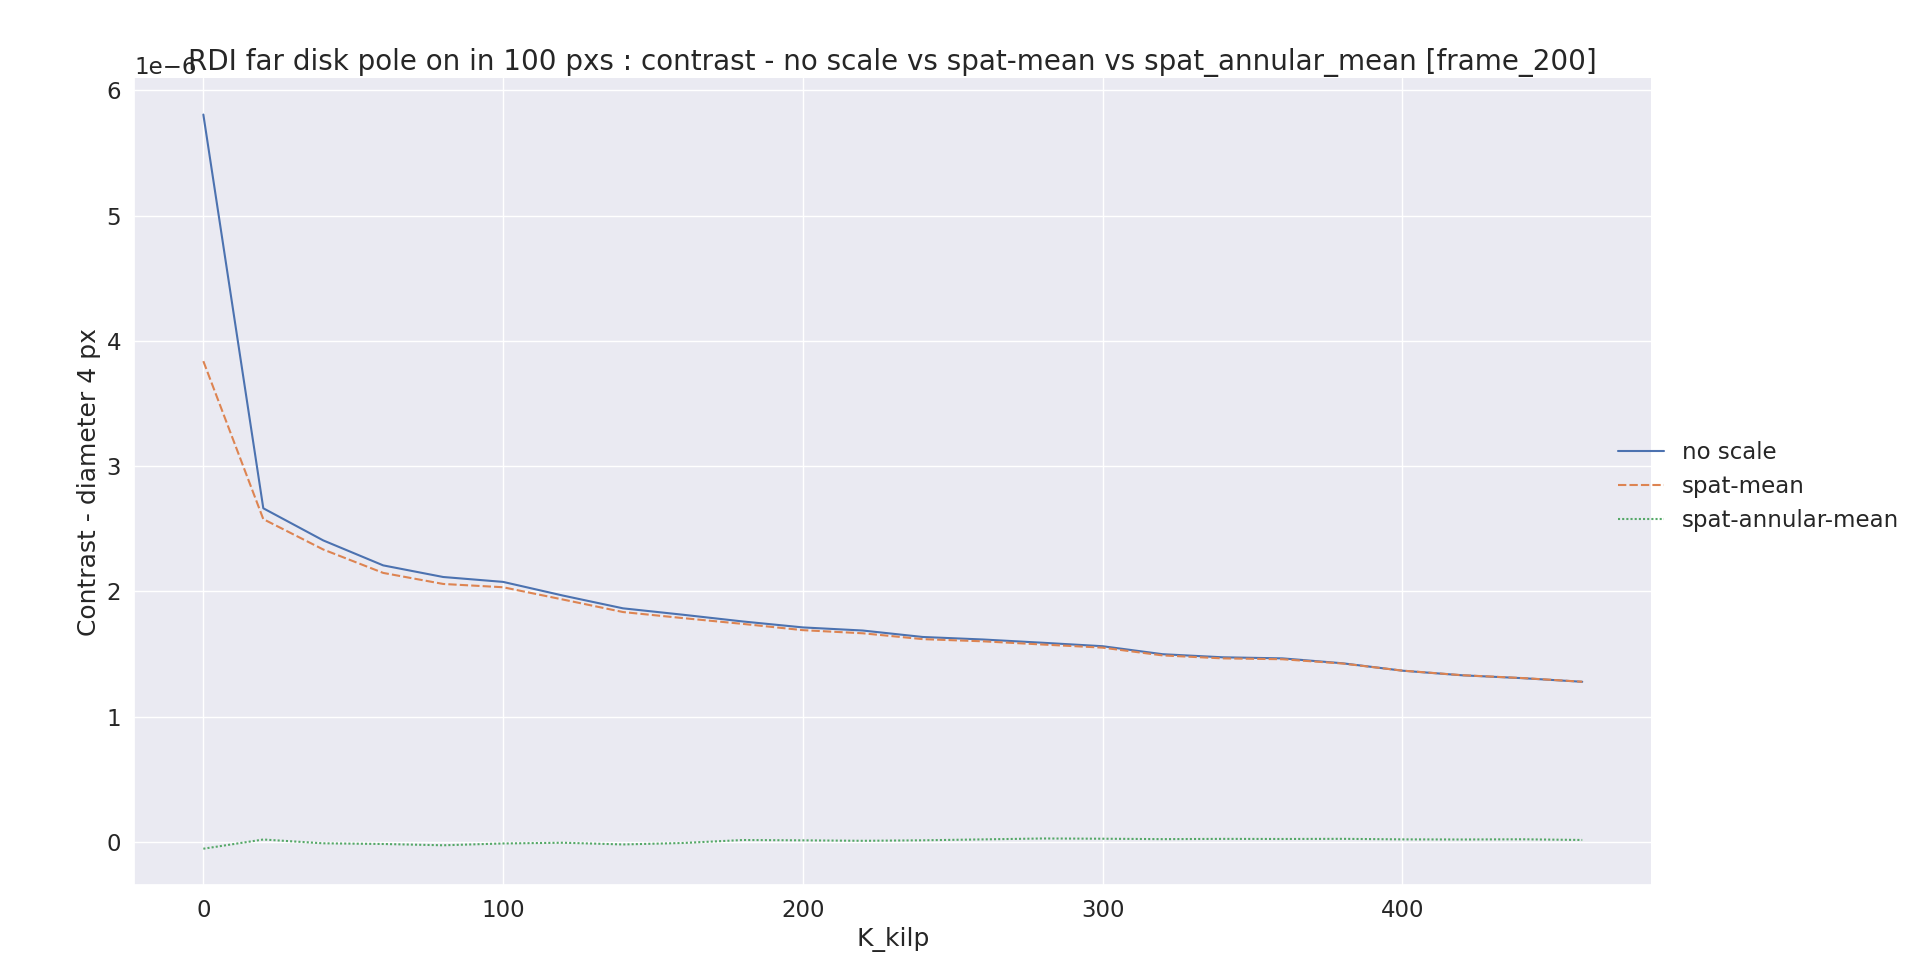 RDI far disk pole on in 100 pxs : contrast - no scale vs spat-mean vs spat_annular_mean [frame_200]
1e−6
6
5
4
3
2
1
0
Contrast - diameter 4 px
0 100 200 300 400
K_kilp
no scale
spat-mean
spat-annular-mean